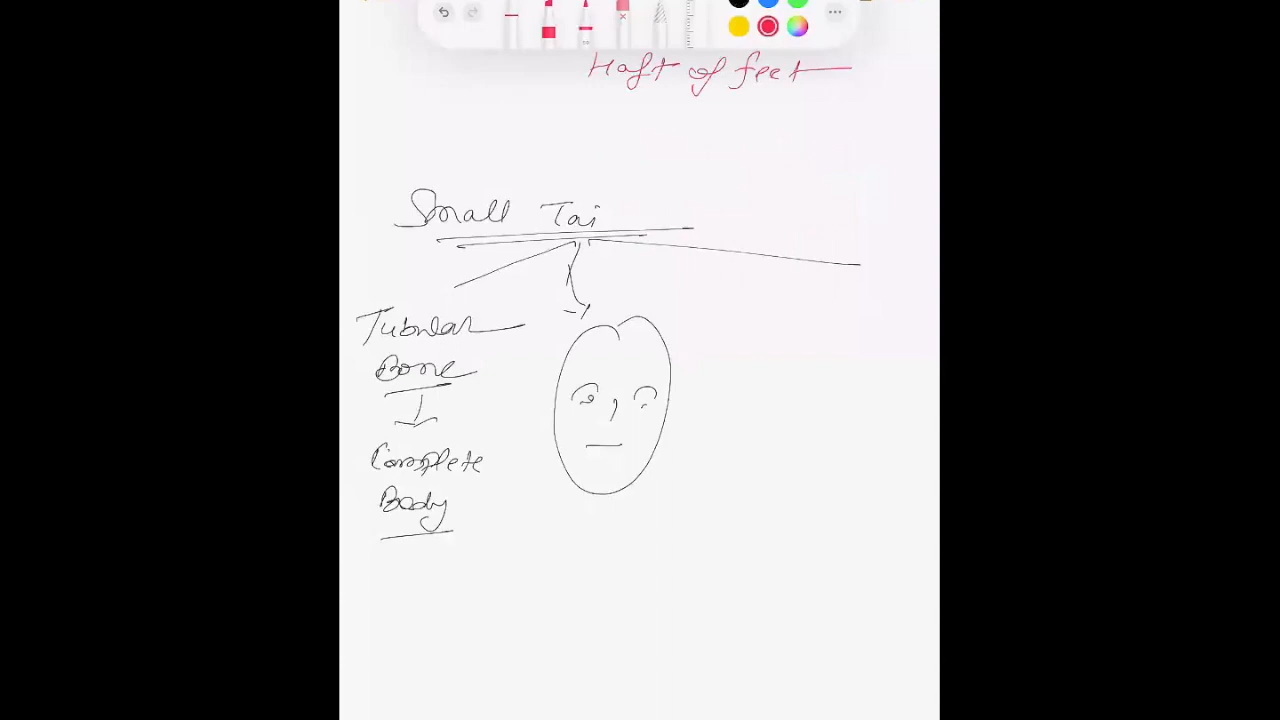 Haft of feet
Small Tai
Tubular
Bone
Complete
Body